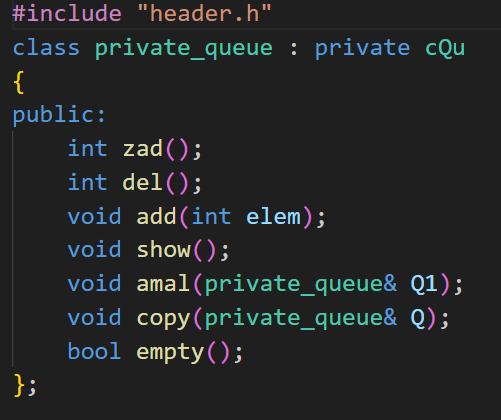 #include "header.h"
class private_queue : private cQu
{
public:
    int zad();
    int del();
    void add(int elem);
    void show();
    void amal(private_queue& Q1);
    void copy(private_queue& Q);
    bool empty();
};